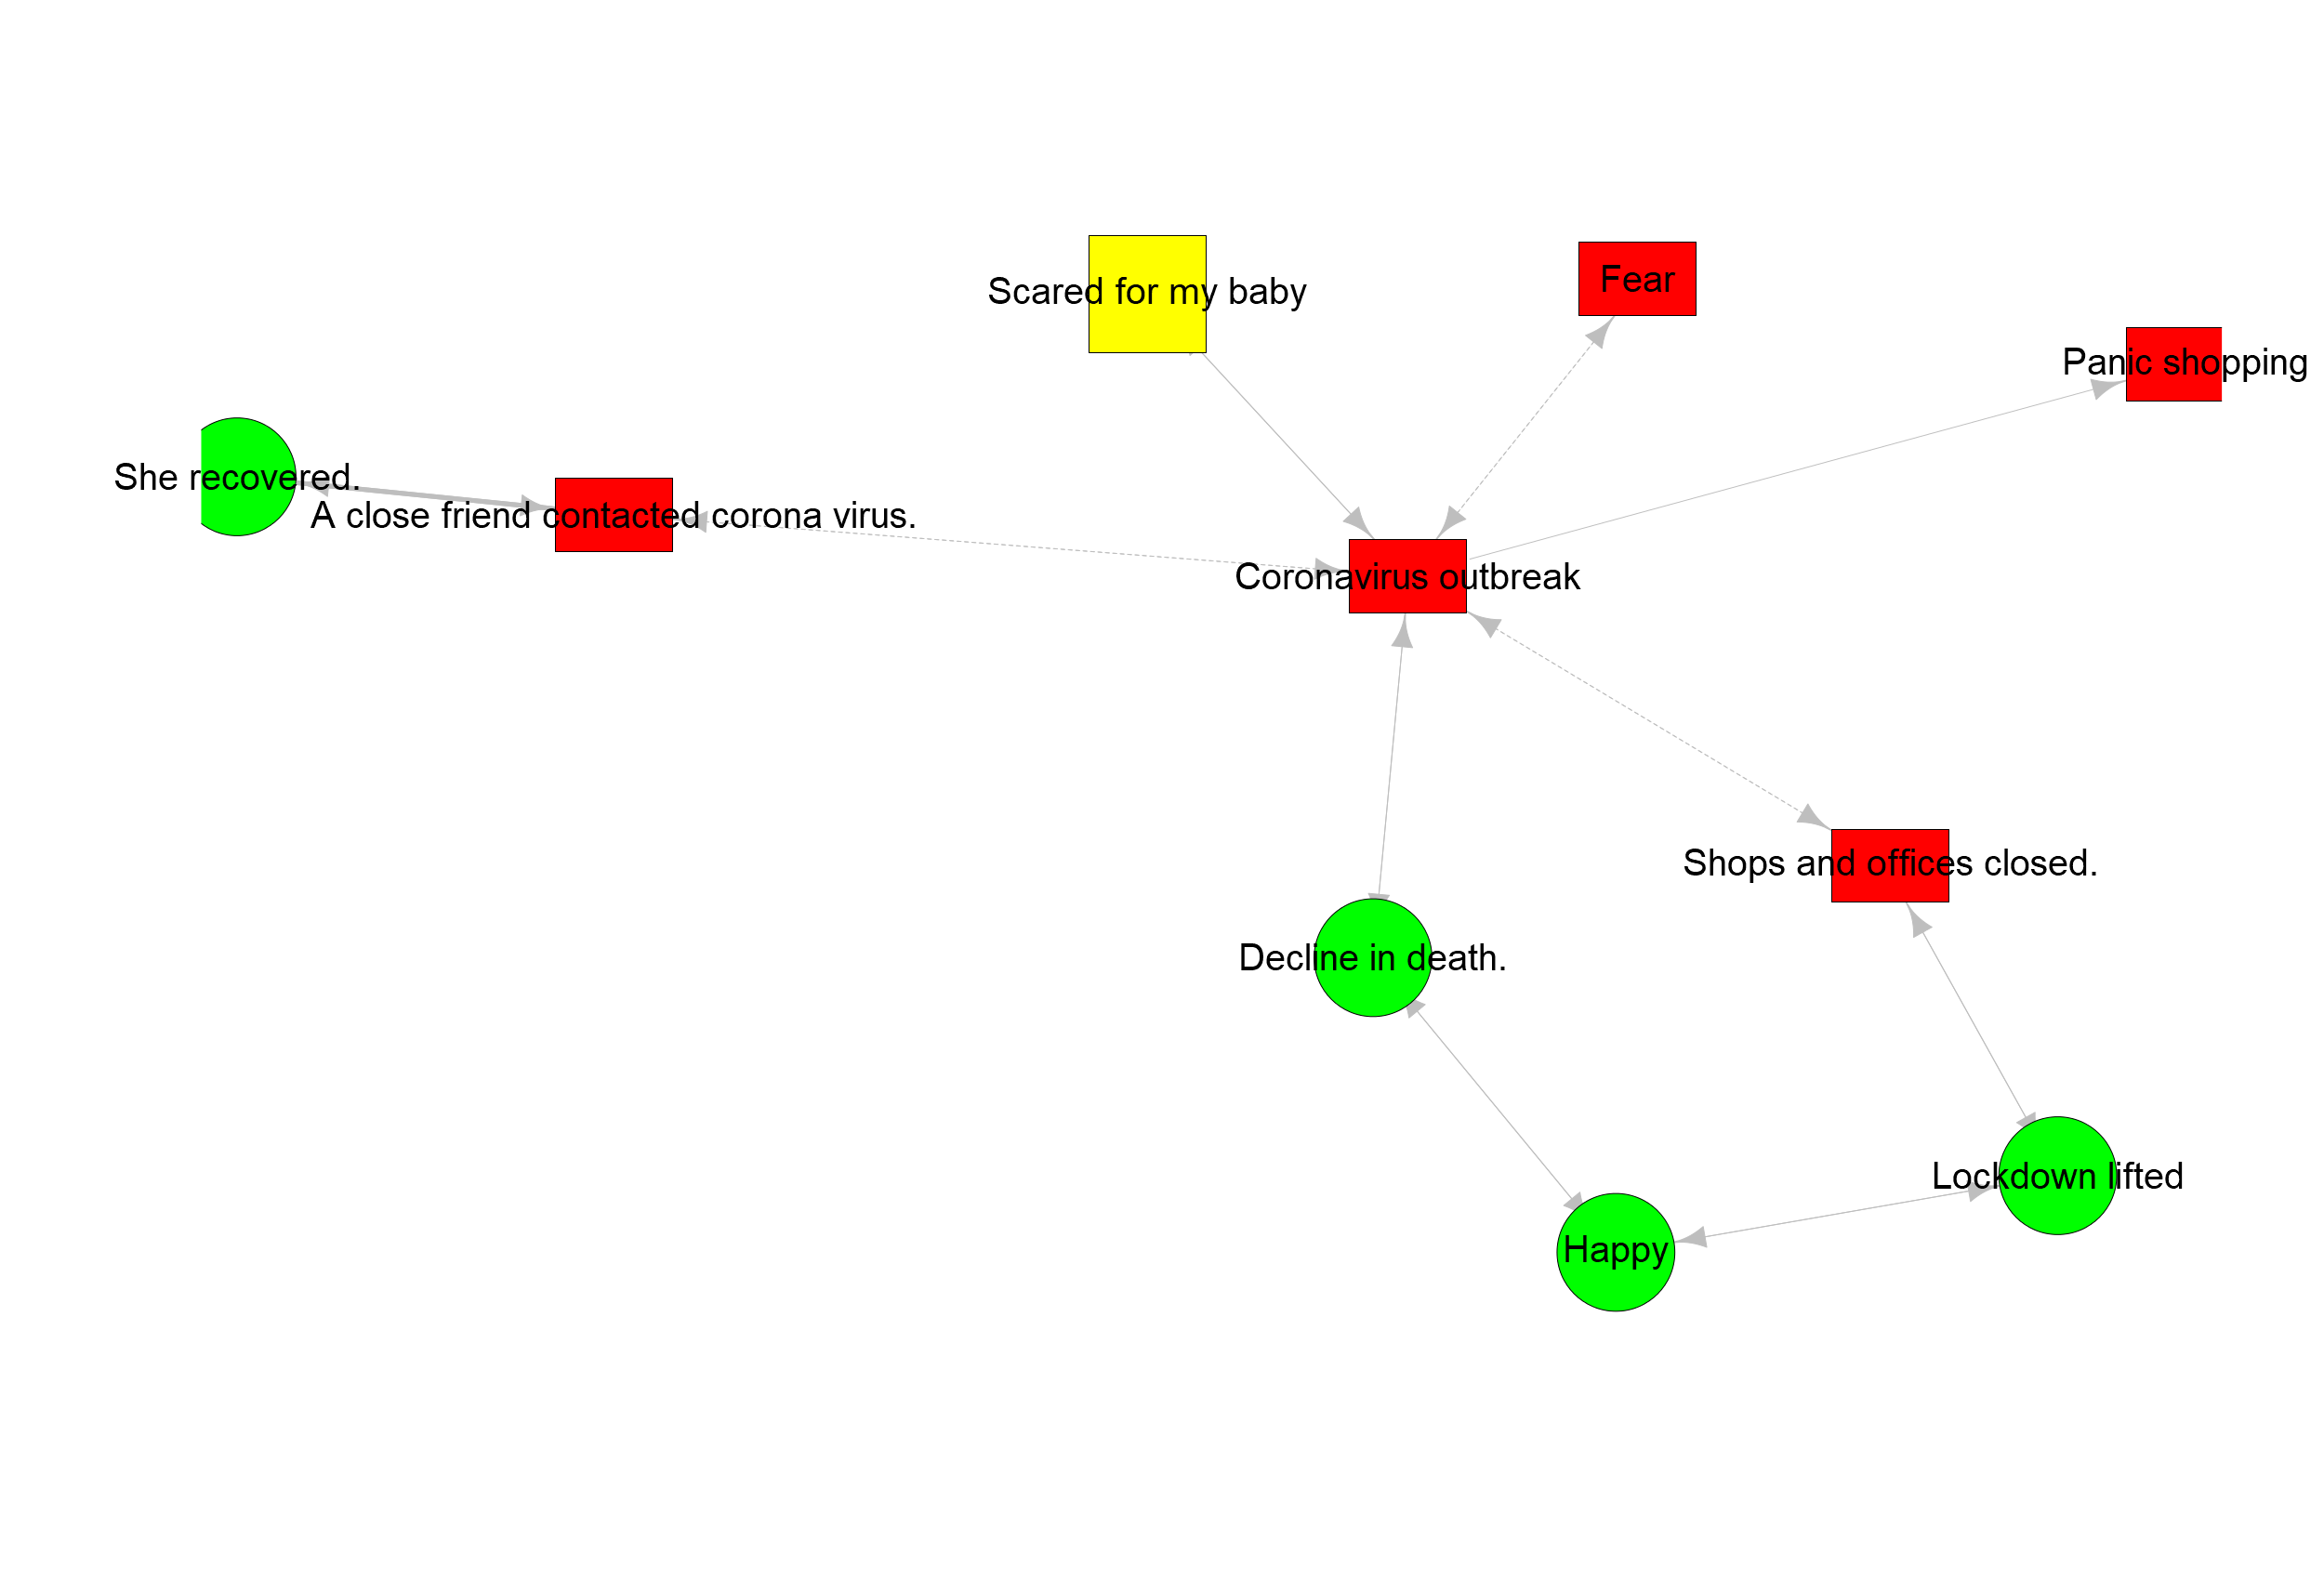 Scared for my baby
Fear
Panic shopping
She recovered.
A close friend contacted corona virus.
Coronavirus outbreak
Shops and offices closed.
Decline in death.
Lockdown lifted
Happy